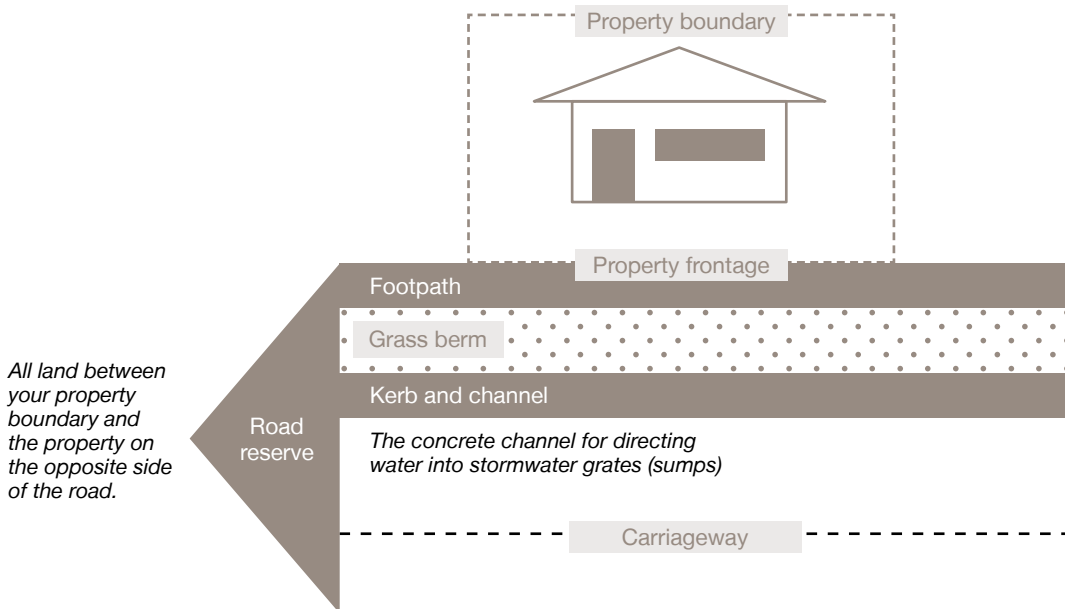 Property boundary
Property frontage
Footpath
Grass berm
Kerb and channel
All land between
your property
boundary and
the property on
the opposite side
of the road.
Road
reserve
The concrete channel for directing
water into stormwater grates (sumps)
Carriageway